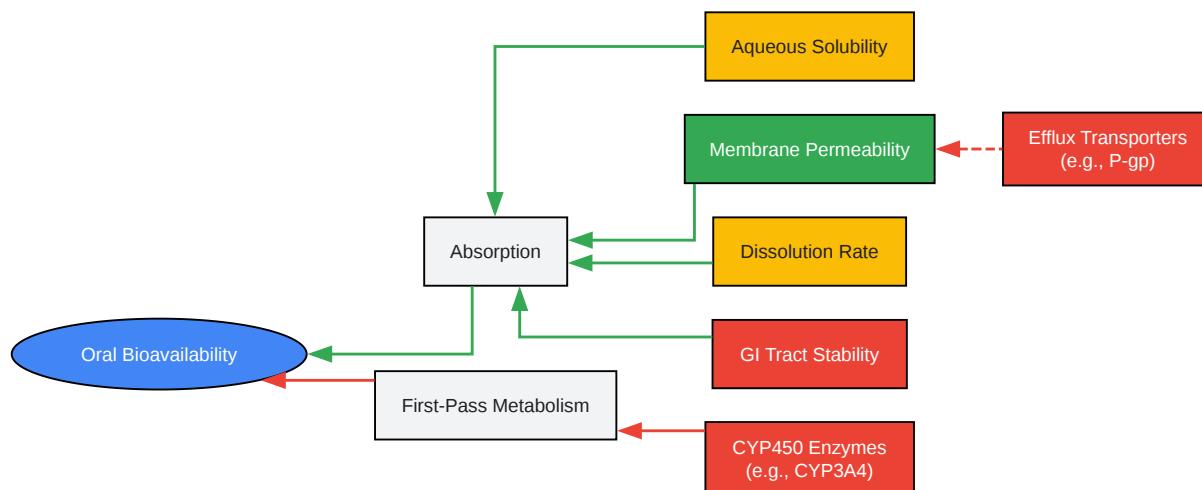 Aqueous Solubility
Membrane Permeability
Efflux Transporters
(e.g., P-gp)
Absorption
Dissolution Rate
Oral Bioavailability
GI Tract Stability
First-Pass Metabolism
CYP450 Enzymes
(e.g., CYP3A4)